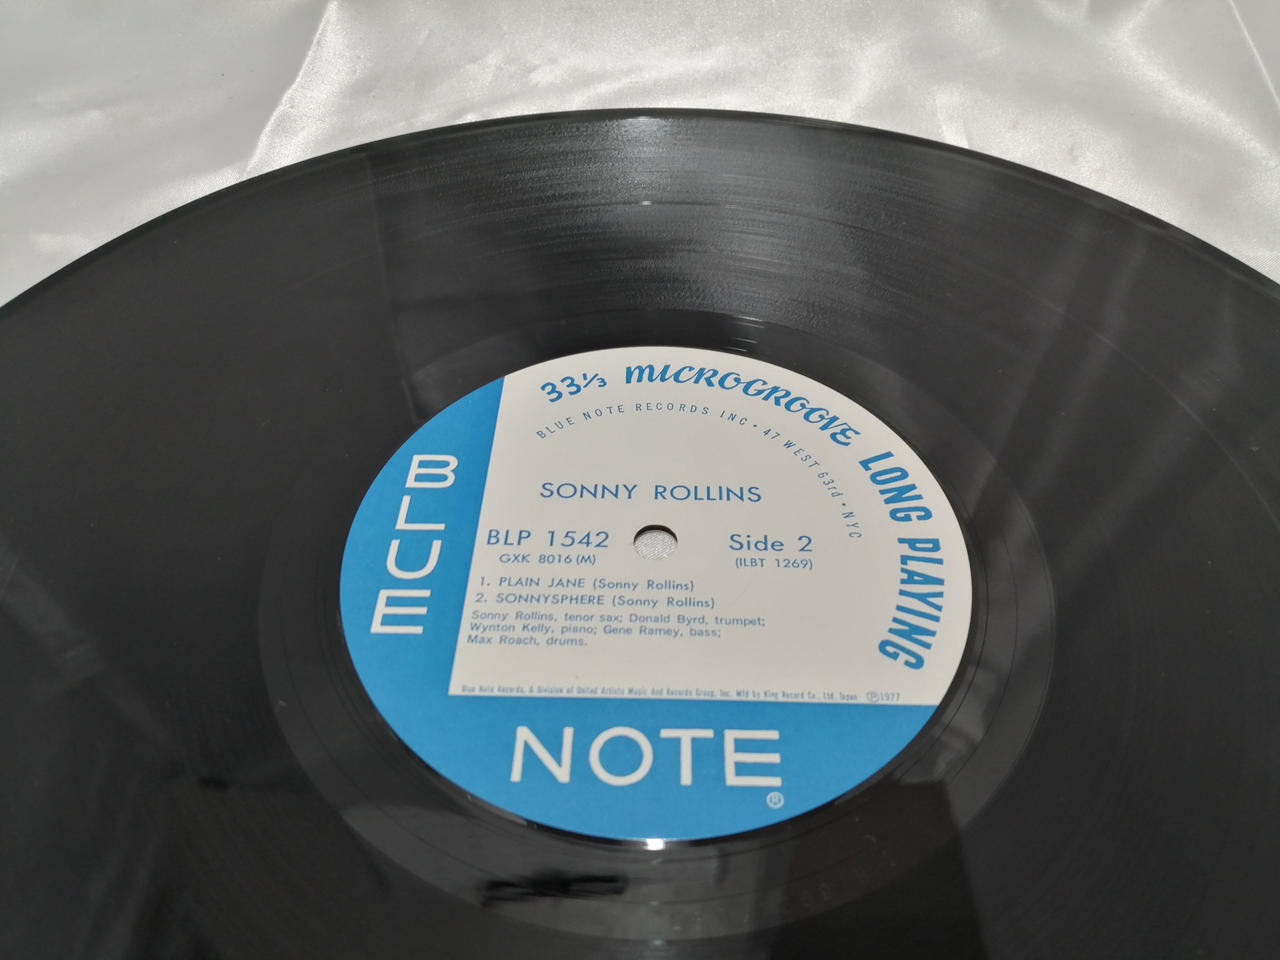 33⅓ MICROGROOVE LONG PLAYING
BLUE NOTE RECORDS INC • 47 WEST 63rd • NYC
BLUE
SONNY ROLLINS
BLP 1542 Side 2
GXK 8016 (M) (ILBT 1269)
1. PLAIN JANE (Sonny Rollins)
2. SONNYSPHERE (Sonny Rollins)
Sonny Rollins, tenor sax; Donald Byrd, trumpet;
Wynton Kelly, piano; Gene Ramey, bass;
Max Roach, drums.
Blue Note Records, A Division of United Artists Music And Records Group, Inc. Mfd by King Record Co., Ltd, Japan ℗1977
NOTE
®